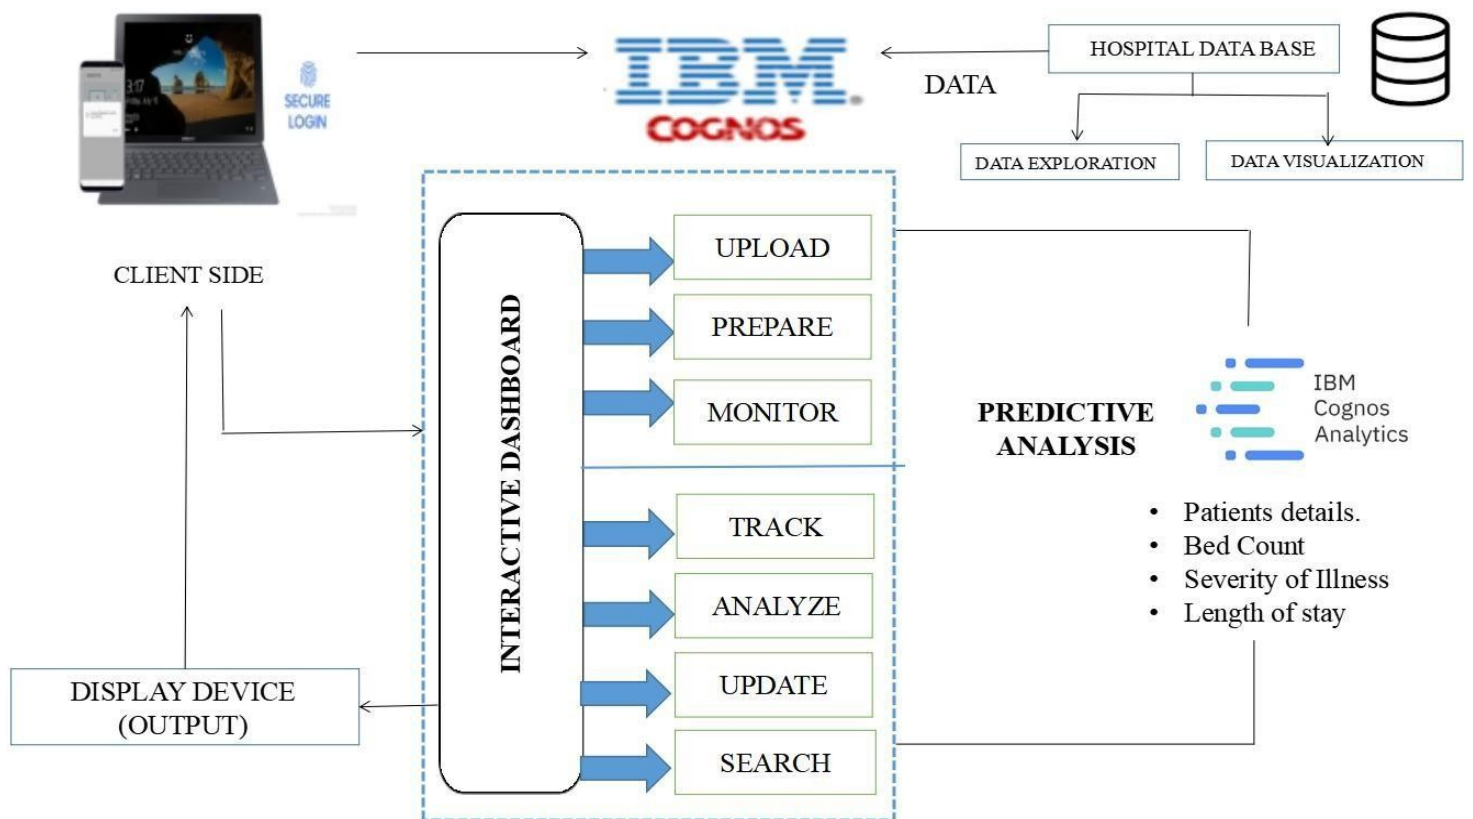 IBM
COGNOS
HOSPITAL DATA BASE
DATA
DATA EXPLORATION
DATA VISUALIZATION
3:17
SECURE
LOGIN
CLIENT SIDE
INTERACTIVE DASHBOARD
UPLOAD
PREPARE
MONITOR
TRACK
ANALYZE
UPDATE
SEARCH
PREDICTIVE
ANALYSIS
IBM
Cognos
Analytics
• Patients details.
• Bed Count
• Severity of Illness
• Length of stay
DISPLAY DEVICE
(OUTPUT)